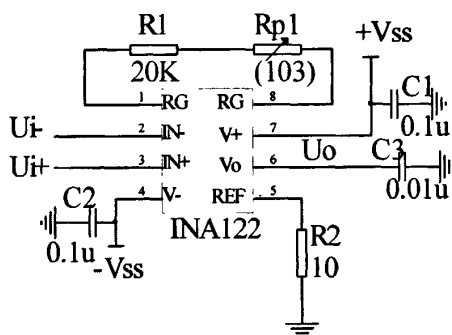 R1
Rp1
+Vss
20K
(103)
1
RG
RG
8
C1
0.1u
Ui-
2
IN-
V+
7
Ui+
3
IN+
Vo
6
Uo
C3
0.01u
C2
4
V-
REF
5
0.1u
-Vss
INA122
R2
10